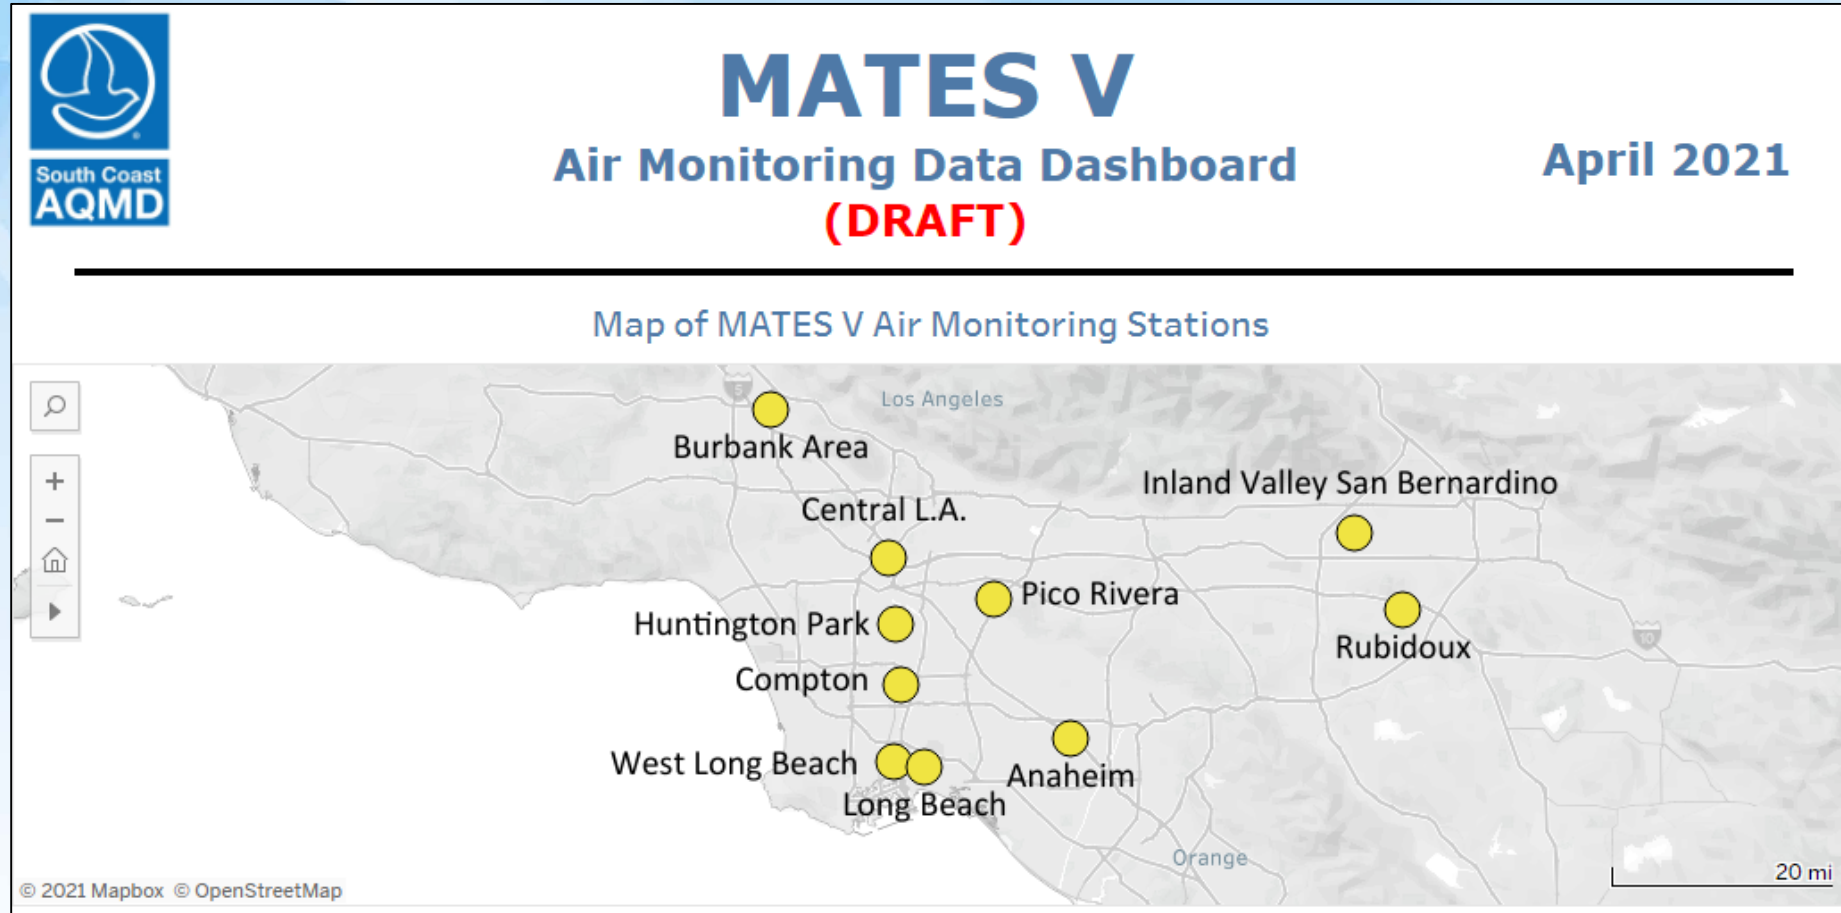 South Coast
AQMD
MATES V
Air Monitoring Data Dashboard
(DRAFT)
April 2021
Map of MATES V Air Monitoring Stations
5
Los Angeles
Burbank Area
Inland Valley San Bernardino
Central L.A.
Pico Rivera
Huntington Park
Rubidoux
10
Compton
West Long Beach
Anaheim
Long Beach
Orange
20 mi
© 2021 Mapbox © OpenStreetMap